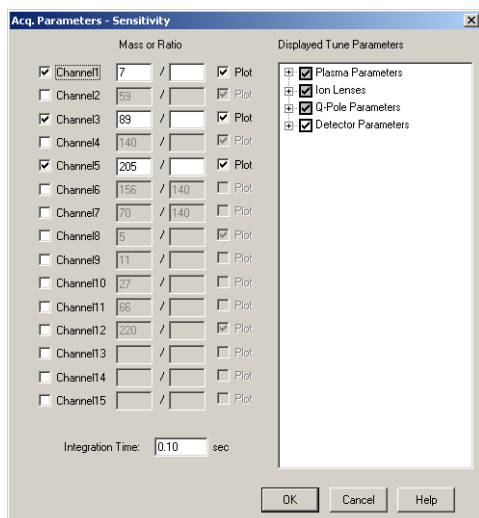 Acq. Parameters - Sensitivity
Mass or Ratio
Displayed Tune Parameters
Channel1 7 / Plot
Channel2 59 / Plot
Channel3 89 / Plot
Channel4 140 / Plot
Channel5 205 / Plot
Channel6 156 / 140 Plot
Channel7 70 / 140 Plot
Channel8 5 / Plot
Channel9 11 / Plot
Channel10 27 / Plot
Channel11 66 / Plot
Channel12 220 / Plot
Channel13 / Plot
Channel14 / Plot
Channel15 / Plot
Plasma Parameters
Ion Lenses
Q-Pole Parameters
Detector Parameters
Integration Time: 0.10 sec
OK Cancel Help